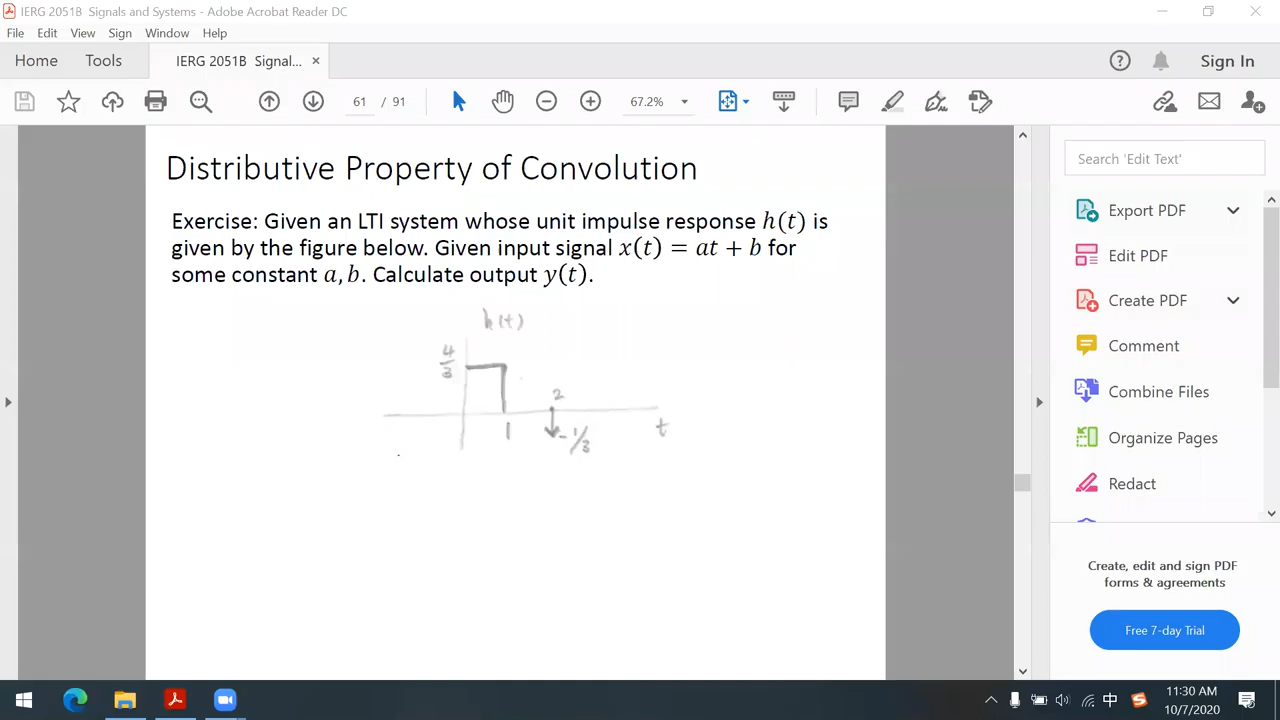 IERG 2051B Signals and Systems - Adobe Acrobat Reader DC
File Edit View Sign Window Help
Home Tools IERG 2051B Signal... × Sign In
61 / 91 67.2%
Distributive Property of Convolution
Exercise: Given an LTI system whose unit impulse response h(t) is
given by the figure below. Given input signal x(t) = at + b for
some constant a, b. Calculate output y(t).
h(t)
4/3
2
1
-1/3
t
Search 'Edit Text'
Export PDF
Edit PDF
Create PDF
Comment
Combine Files
Organize Pages
Redact
Create, edit and sign PDF
forms & agreements
Free 7-day Trial
中
11:30 AM
10/7/2020